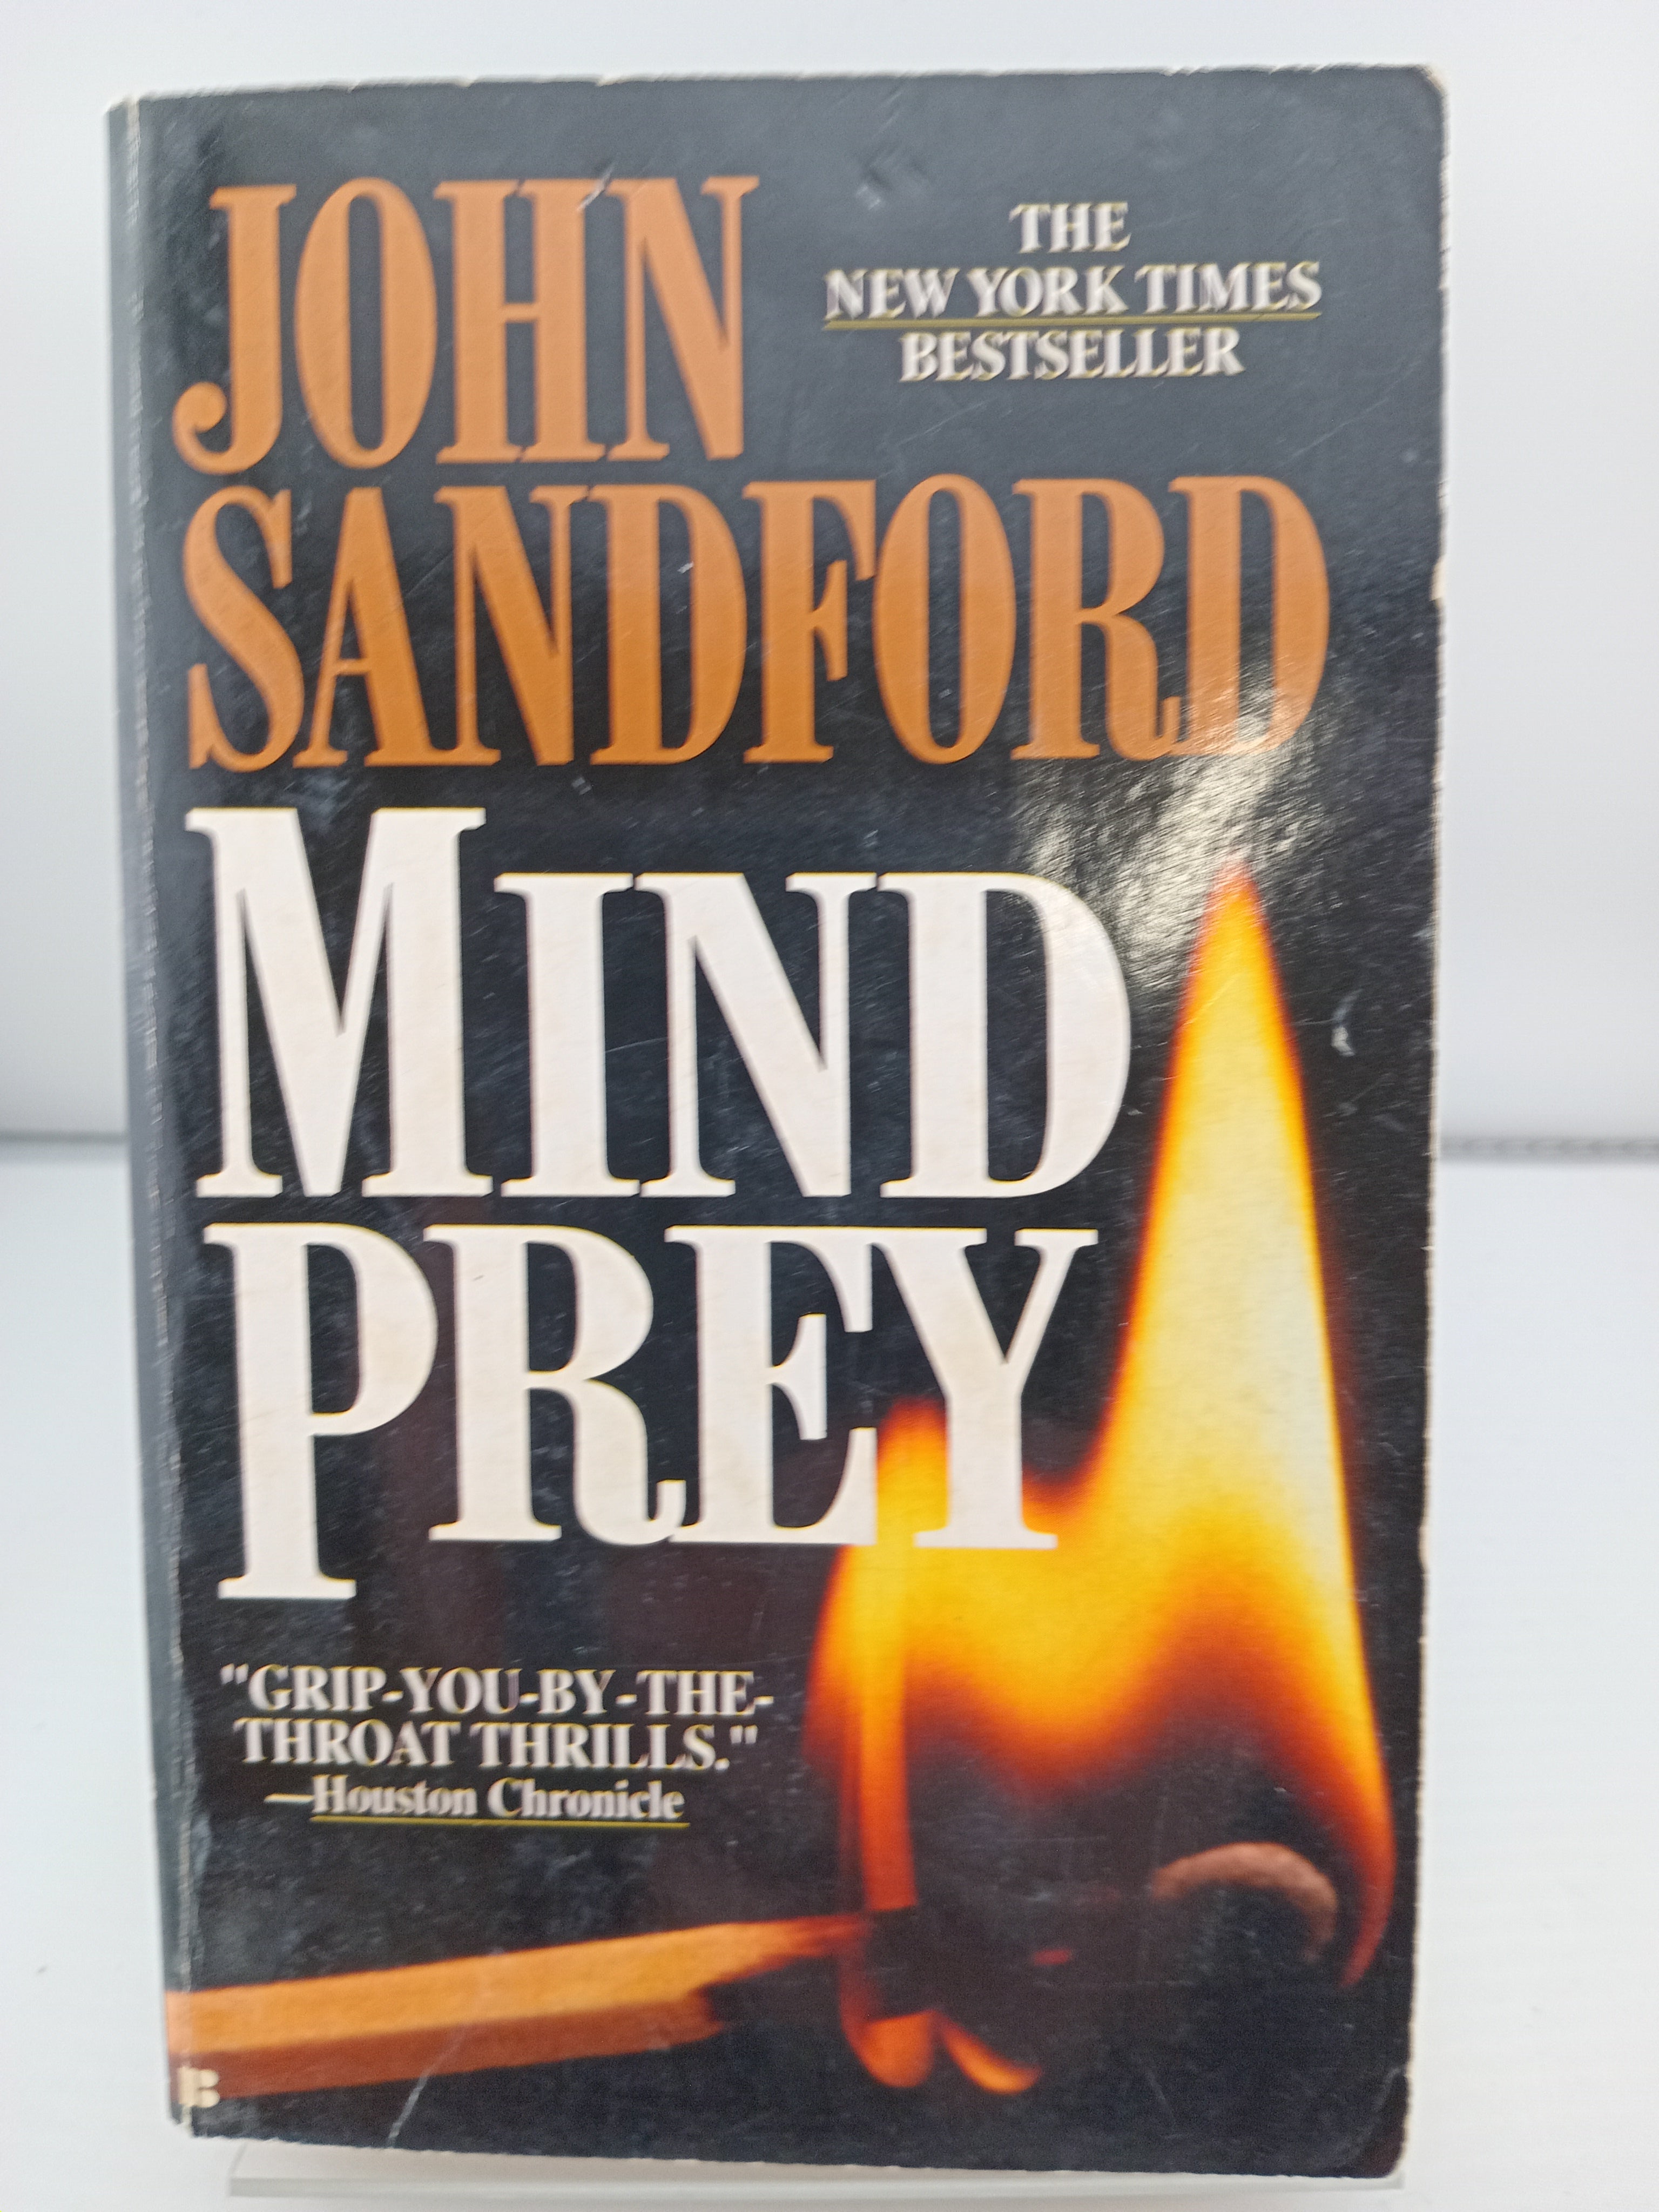 JOHN
THE
NEW YORK TIMES
BESTSELLER
SANDFORD
MIND
PREY
"GRIP-YOU-BY-THE-
THROAT THRILLS."
—Houston Chronicle
B